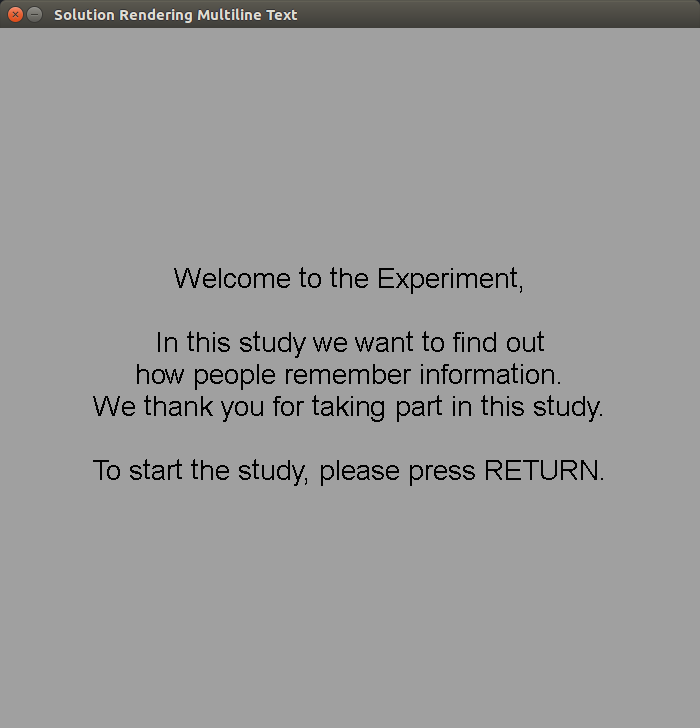 Solution Rendering Multiline Text
Welcome to the Experiment,
In this study we want to find out
how people remember information.
We thank you for taking part in this study.
To start the study, please press RETURN.